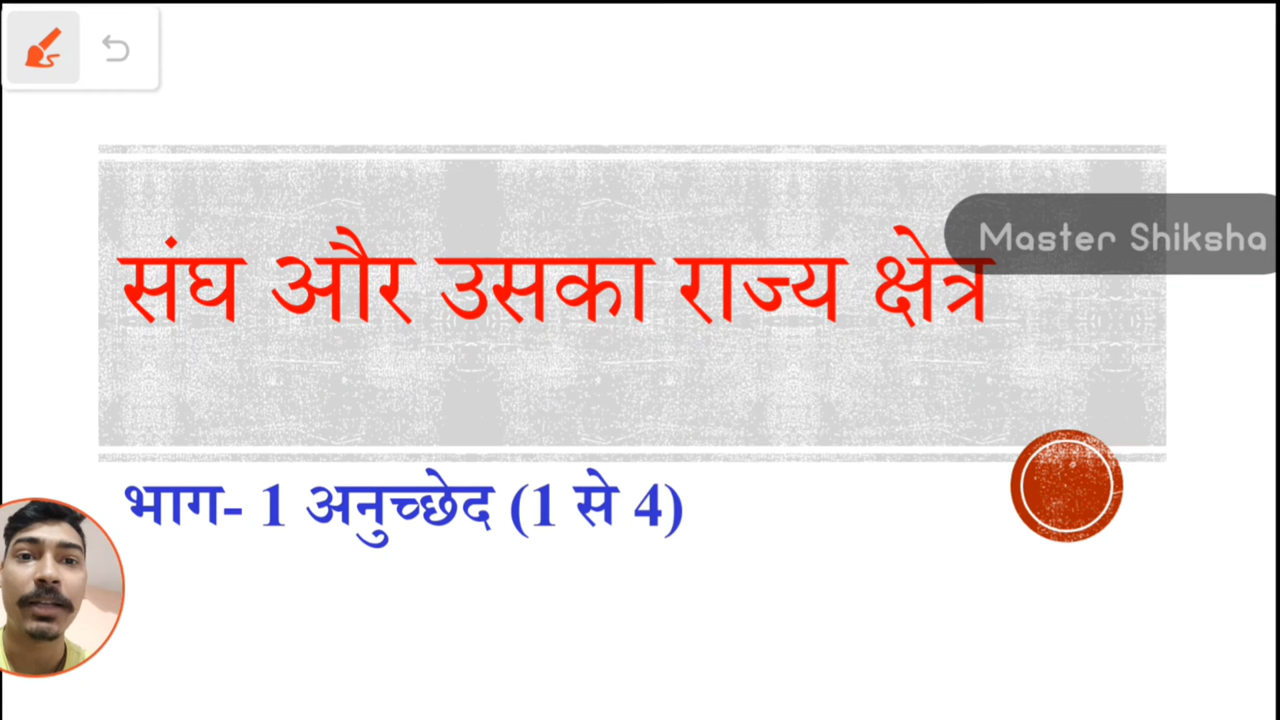 Master Shiksha
संघ और उसका राज्य क्षेत्र
भाग- 1 अनुच्छेद (1 से 4)